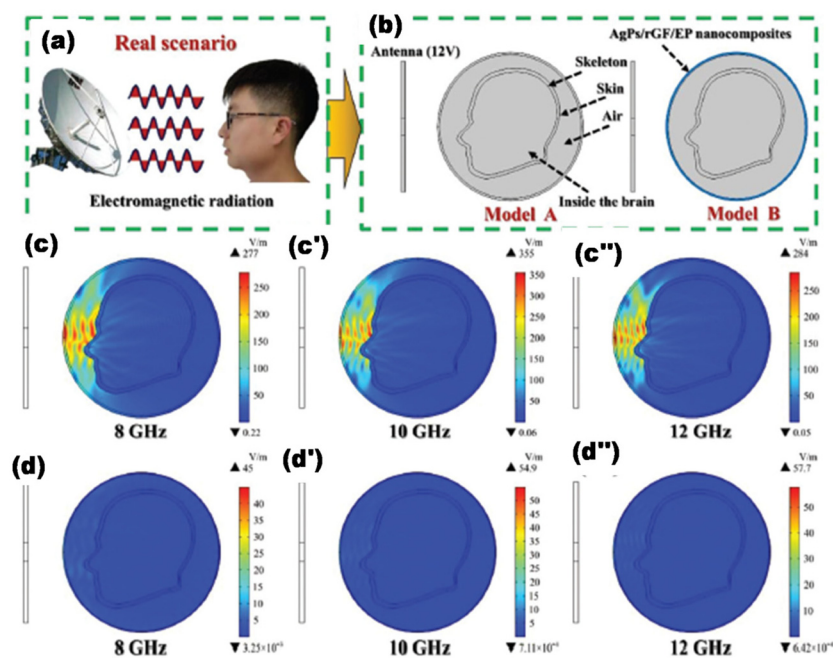 (a)
Real scenario
Electromagnetic radiation
(b)
Antenna (12V)
AgPs/rGF/EP nanocomposites
Skeleton
Skin
Air
Inside the brain
Model A
Model B
(c)
V/m
▲ 277
250
200
150
100
50
▼ 0.22
8 GHz
(c')
V/m
▲ 355
350
300
250
200
150
100
50
▼ 0.06
10 GHz
(c'')
V/m
▲ 284
250
200
150
100
50
▼ 0.05
12 GHz
(d)
V/m
▲ 45
40
35
30
25
20
15
10
5
8 GHz
(d')
V/m
▲ 54.9
50
45
40
35
30
25
20
15
10
5
10 GHz
(d'')
V/m
▲ 57.7
50
40
30
20
10
12 GHz